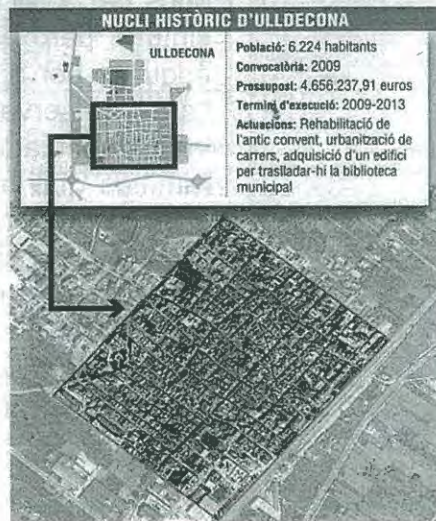 NUCLI HISTÒRIC D'ULLDECONA
ULLDECONA
Població: 6.224 habitants
Convocatòria: 2009
Pressupost: 4.656.237,91 euros
Termini d'execució: 2009-2013
Actuacions: Rehabilitació de
l'antic convent, urbanització de
carrers, adquisició d'un edifici
per traslladar-hi la biblioteca
municipal